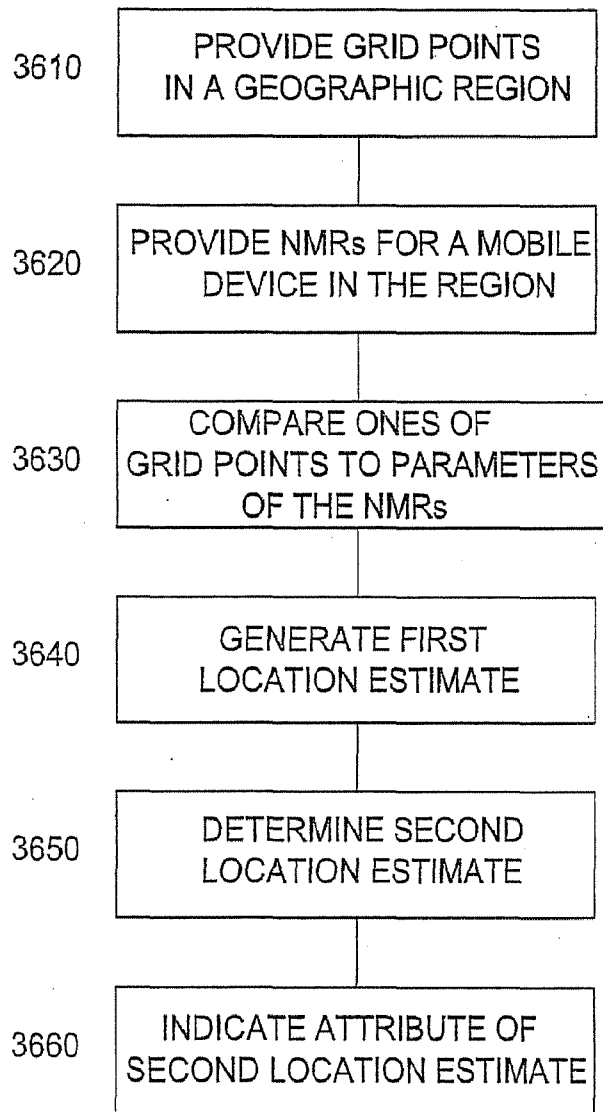 3610
PROVIDE GRID POINTS
IN A GEOGRAPHIC REGION
3620
PROVIDE NMRs FOR A MOBILE
DEVICE IN THE REGION
3630
COMPARE ONES OF
GRID POINTS TO PARAMETERS
OF THE NMRs
3640
GENERATE FIRST
LOCATION ESTIMATE
3650
DETERMINE SECOND
LOCATION ESTIMATE
3660
INDICATE ATTRIBUTE OF
SECOND LOCATION ESTIMATE